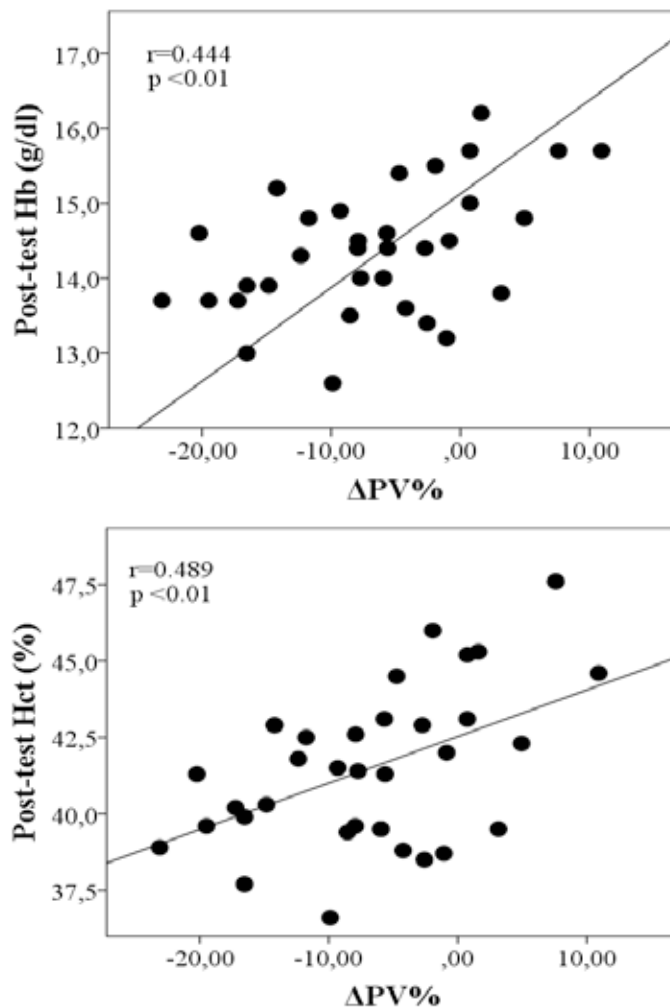 r=0.444
p <0.01
17,0
16,0
15,0
14,0
13,0
12,0
Post-test Hb (g/dl)
-20,00 -10,00 ,00 10,00
ΔPV%
r=0.489
p <0.01
47,5
45,0
42,5
40,0
37,5
Post-test Hct (%)
-20,00 -10,00 ,00 10,00
ΔPV%